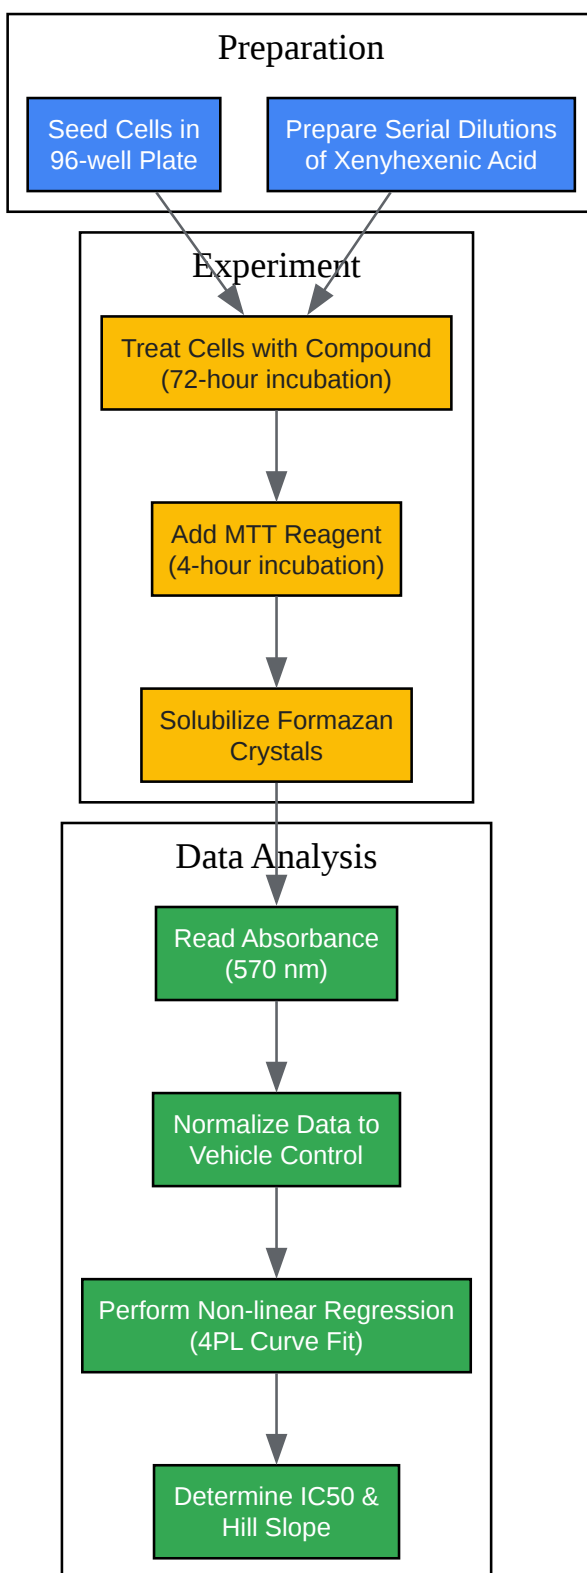 Preparation
Seed Cells in
96-well Plate
Prepare Serial Dilutions
of Xenyhexenic Acid
Experiment
Treat Cells with Compound
(72-hour incubation)
Add MTT Reagent
(4-hour incubation)
Solubilize Formazan
Crystals
Data Analysis
Read Absorbance
(570 nm)
Normalize Data to
Vehicle Control
Perform Non-linear Regression
(4PL Curve Fit)
Determine IC50 &
Hill Slope